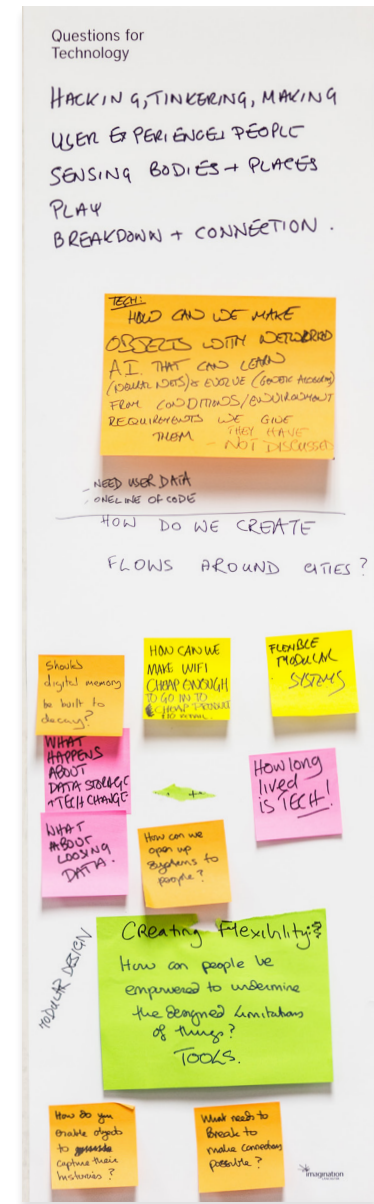 Questions for
Technology
HACKING, TINKERING, MAKING
USER EXPERIENCE PEOPLE
SENSING BODIES + PLACES
PLAY
BREAKDOWN + CONNECTION.
TECH:
HOW CAN WE MAKE
OBJECTS WITH NETWORKED
A.I. THAT CAN LEARN
(NEURAL NETS) & EVOLVE (GENETIC ALGORITHMS)
FROM CONDITIONS/ENVIRONMENT
REQUIREMENTS WE GIVE
THEM THEY HAVE
- NOT DISCUSSED
- NEED USER DATA
- ONE LINE OF CODE
HOW DO WE CREATE
FLOWS AROUND CITIES?
Should
digital memory
be built to
decay?
HOW CAN WE
MAKE WIFI
CHEAP ENOUGH
TO GO IN TO
CHEAP PRODUCT
FLEXIBLE
MODULAR
SYSTEMS
WHAT
HAPPENS
ABOUT
DATA STORAGE
+ TECH CHANGE
How long
lived
is TECH!
WHAT
ABOUT
LOOSING
DATA.
How can we
open up
systems to
people?
MODULAR DESIGN
Creating Flexibility?
How can people be
empowered to undermine
the designed limitations
of things?
TOOLS.
How do you
enable objects
to
capture their
histories?
What needs to
Break to
make connections
possible?
imagination